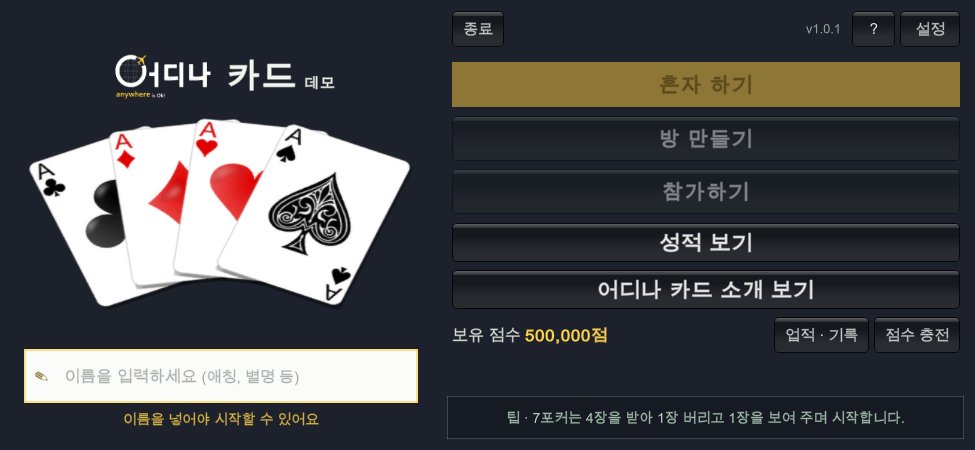 어디나 카드 데모
anywhere is Ok!
A
A
A
A
A
이름을 입력하세요 (애칭, 별명 등)
이름을 넣어야 시작할 수 있어요
종료
v1.0.1
?
설정
혼자 하기
방 만들기
참가하기
성적 보기
어디나 카드 소개 보기
보유 점수 500,000점
업적 · 기록
점수 충전
팁 · 7포커는 4장을 받아 1장 버리고 1장을 보여 주며 시작합니다.